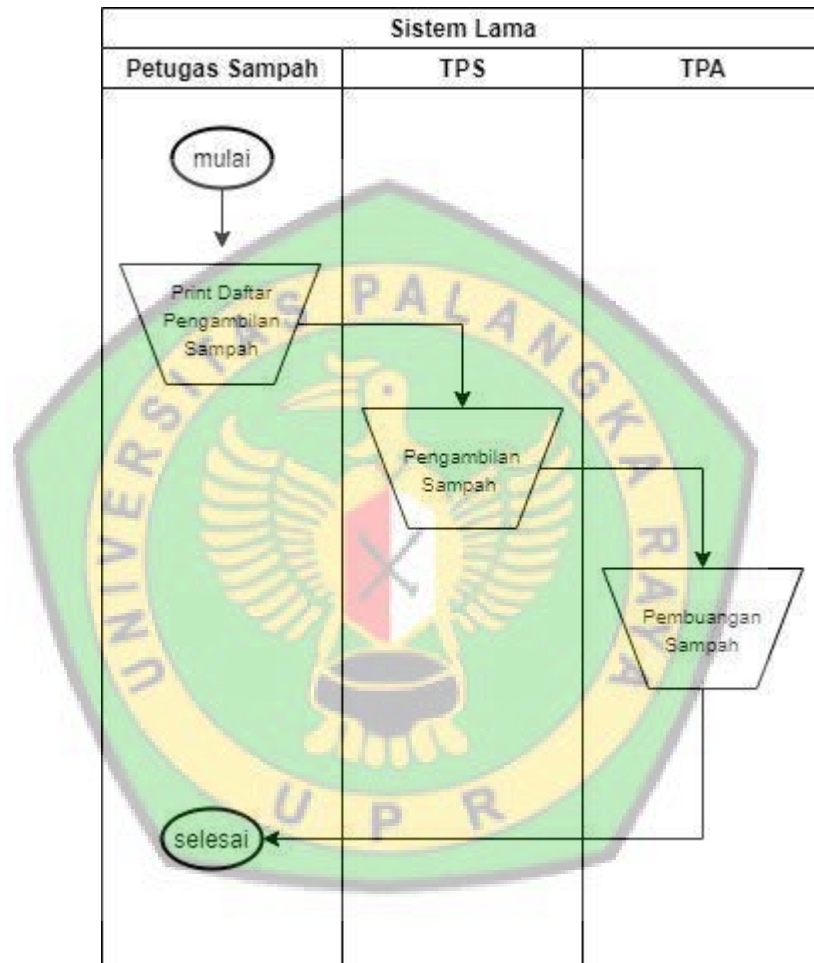 Sistem Lama
Petugas Sampah
TPS
TPA
mulai
Print Daftar
Pengambilan
Sampah
Pengambilan
Sampah
Pembuangan
Sampah
selesai
UNIVERSITAS PALANGKA RAYA
UPR